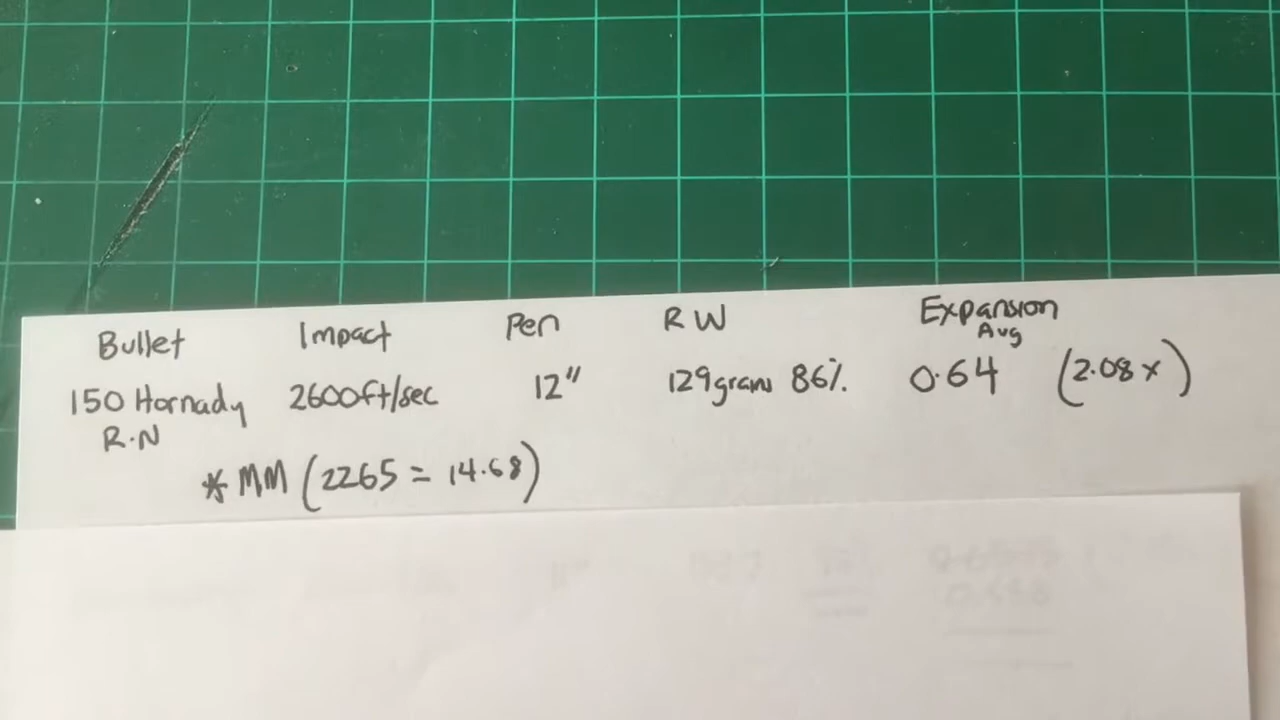 Bullet Impact Pen RW Expansion
Avg
150 Hornady 2600ft/sec 12" 129grans 86% 0.64 (2.08x)
R.N
*MM (2265 = 14.68)